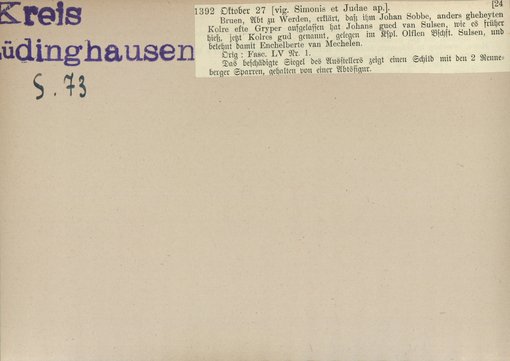 Kreis
üdinghausen
S. 73
[24
1392 Oktober 27 [vig. Simonis et Judae ap.].
Bruen, Abt zu Werden, erklärt, daß ihm Johan Sobbe, anders gheheyten
Kolre efte Gryper aufgelassen hat Johans gued van Sulsen, wie es früher
hieß, jetzt Kolres gud genannt, gelegen im Kspl. Olffen Bschft. Sulsen, und
belehnt damit Enchelberte van Mechelen.
Orig : Fasc. LV Nr. 1.
Das beschädigte Siegel des Ausstellers zeigt einen Schild mit den 2 Renne-
berger Sparren, gehalten von einer Abtsfigur.